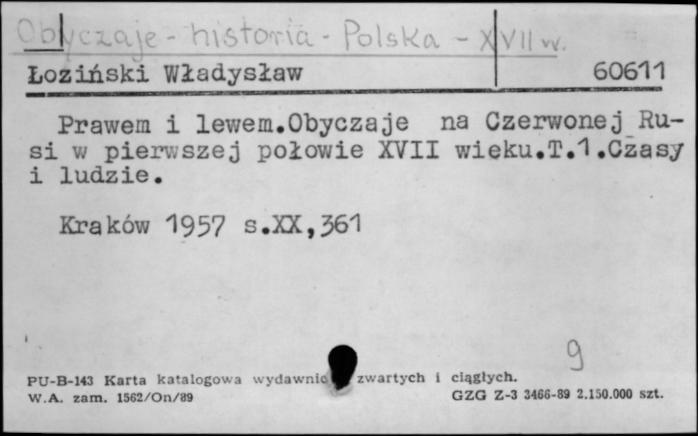 Obyczaje - historia - Polska - XVII w.
Łoziński Władysław 60611
Prawem i lewem.Obyczaje na Czerwonej Ru-
si w pierwszej połowie XVII wieku.T.1.Czasy
i ludzie.
Kraków 1957 s.XX,361
g
PU-B-143 Karta katalogowa wydawnic zwartych i ciągłych.
W.A. zam. 1562/On/89 GZG Z-3 3466-89 2.150.000 szt.